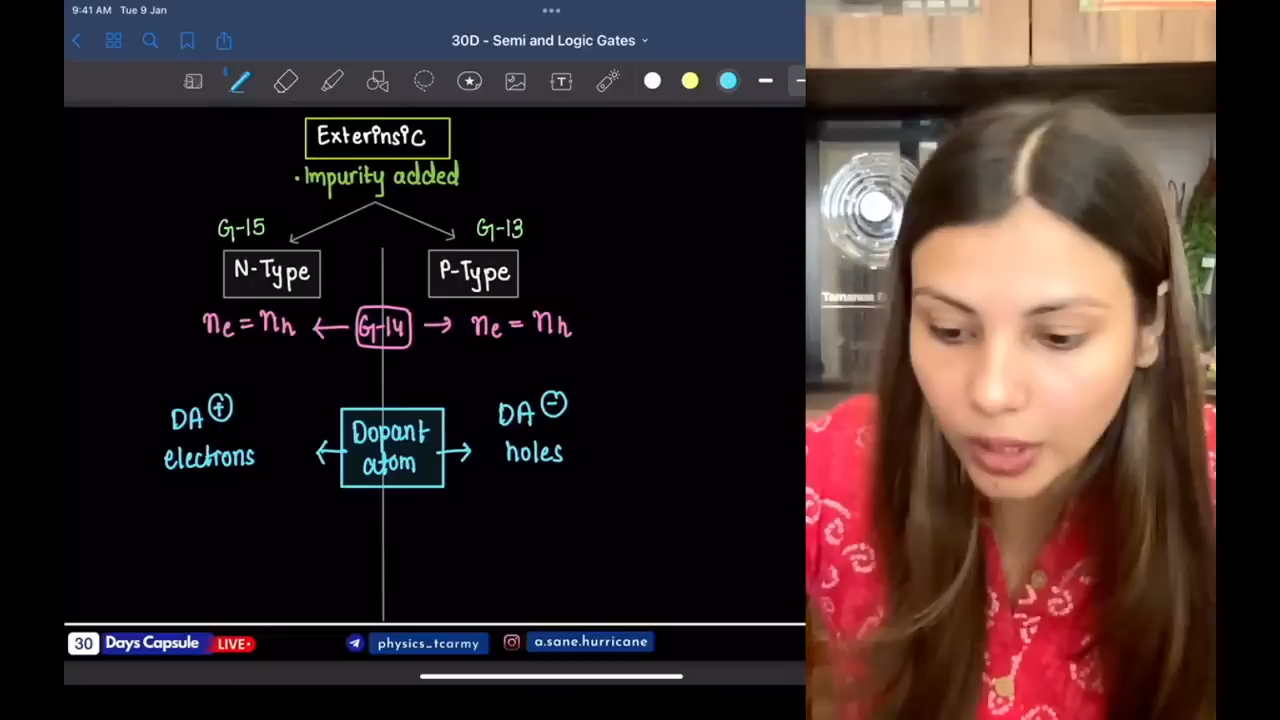 9:41 AM Tue 9 Jan
30D - Semi and Logic Gates
T
Exterinsic
· Impurity added
G-15 G-13
N-Type P-Type
ne = nh ← G-14 → ne = nh
DA⊕ DA⊖
electrons ← Dopant atom → holes
30 Days Capsule LIVE
physics_tcarmy
a.sane.hurricane